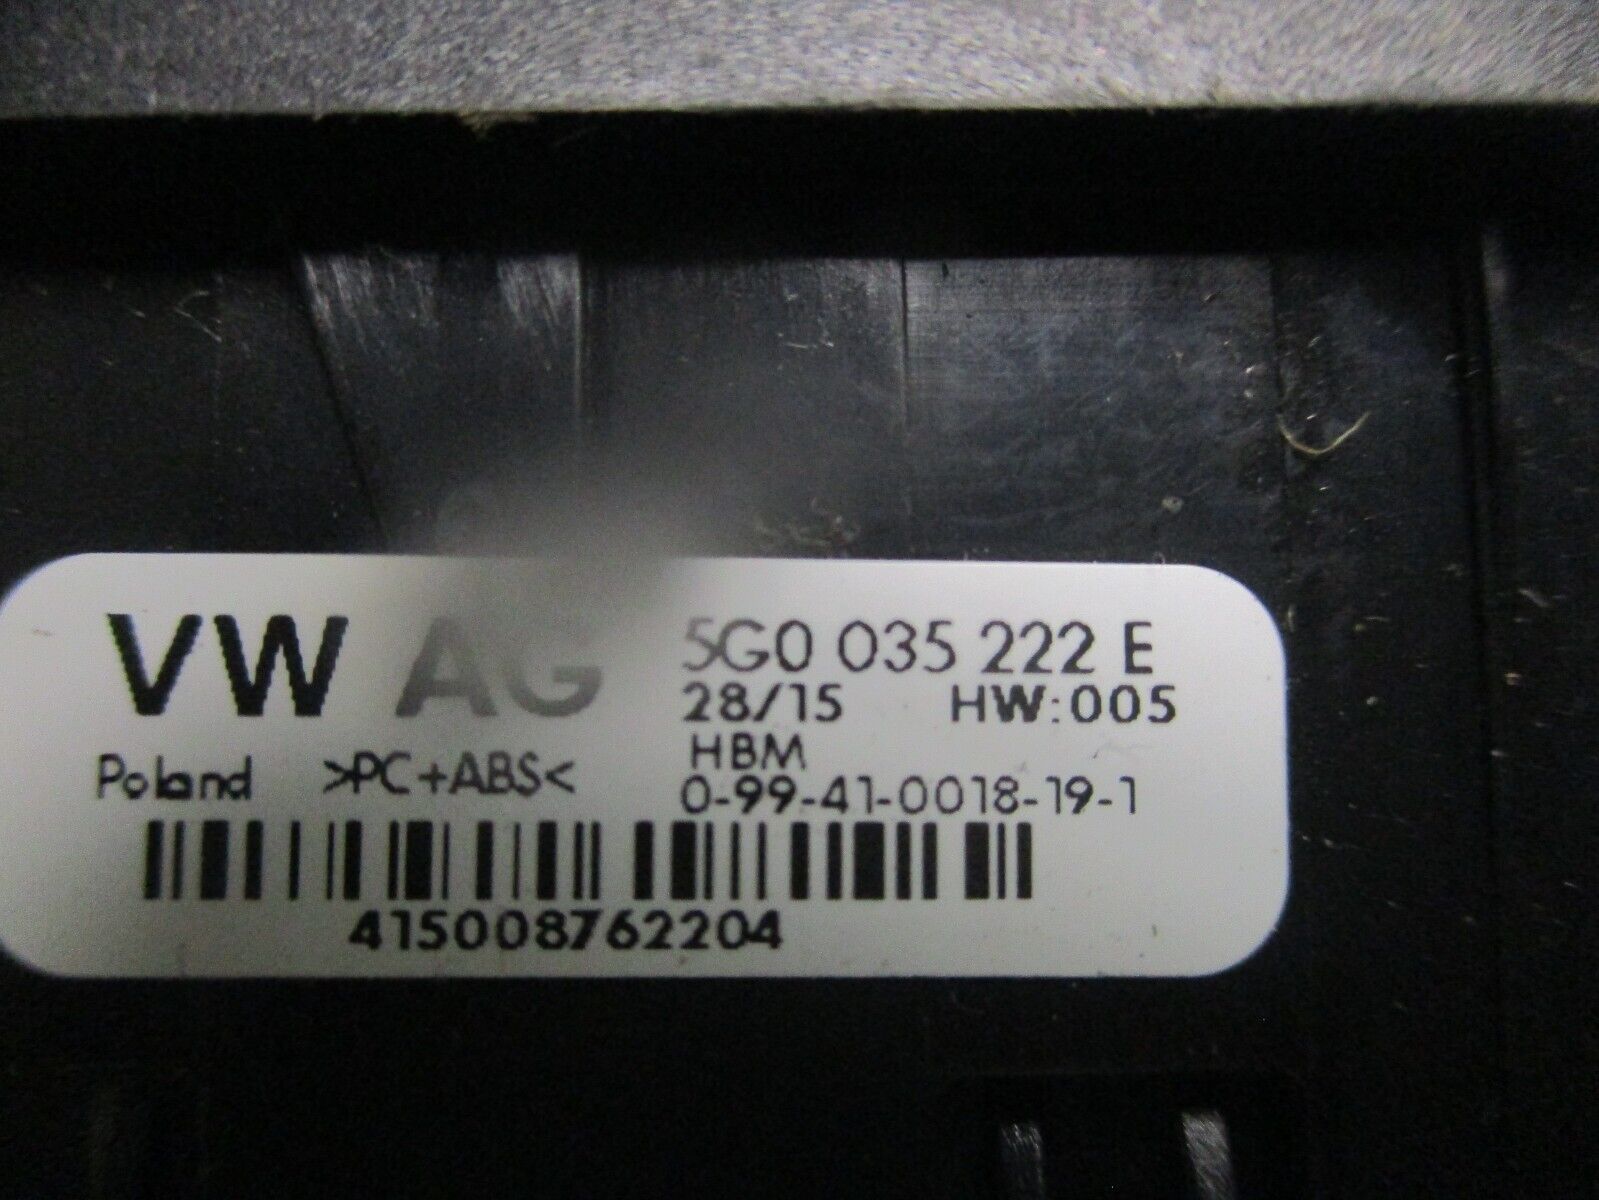 VW AG
5G0 035 222 E
28/15 HW:005
HBM
Poland >PC+ABS<
0-99-41-0018-19-1
415008762204